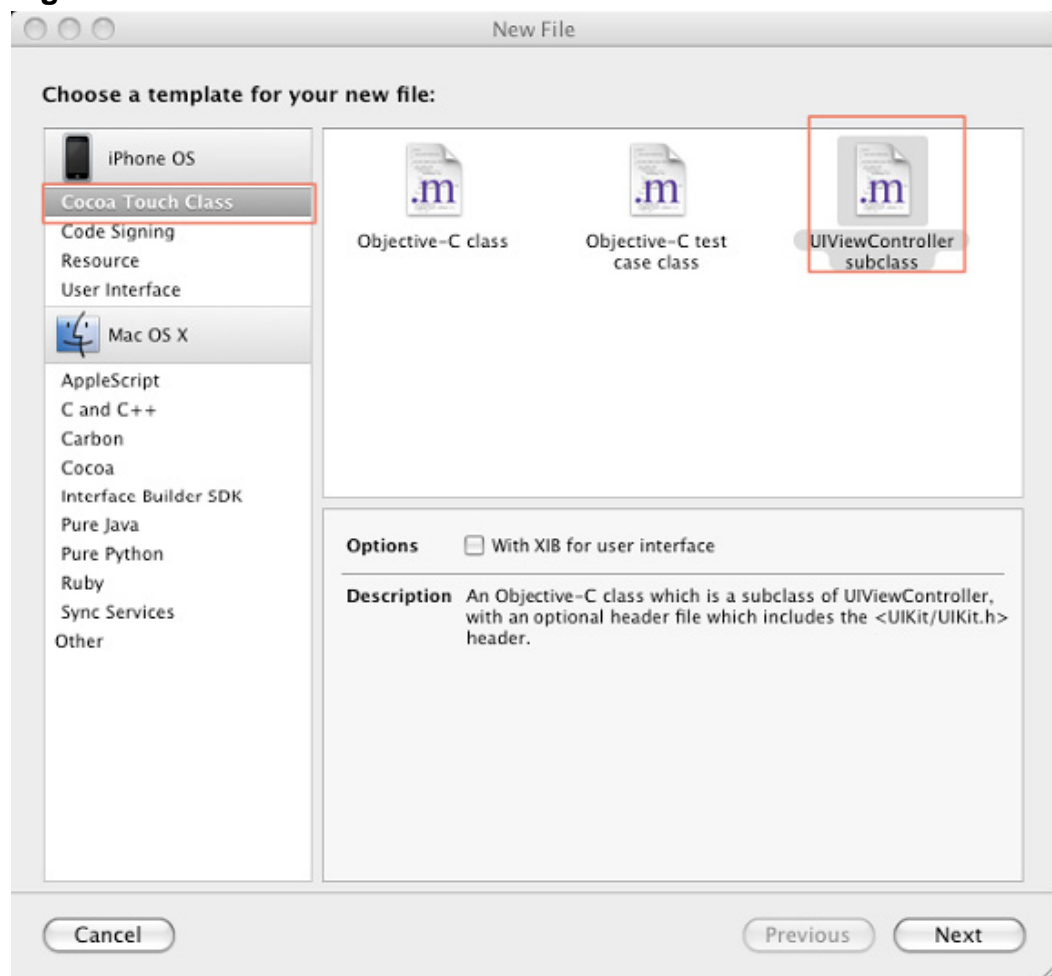 New File
Choose a template for your new file:
iPhone OS
Cocoa Touch Class
Code Signing
Resource
User Interface
Mac OS X
AppleScript
C and C++
Carbon
Cocoa
Interface Builder SDK
Pure Java
Pure Python
Ruby
Sync Services
Other
.m
Objective-C class
.m
Objective-C test
case class
.m
UIViewController
subclass
Options With XIB for user interface
Description An Objective-C class which is a subclass of UIViewController,
with an optional header file which includes the <UIKit/UIKit.h>
header.
Cancel
Previous
Next